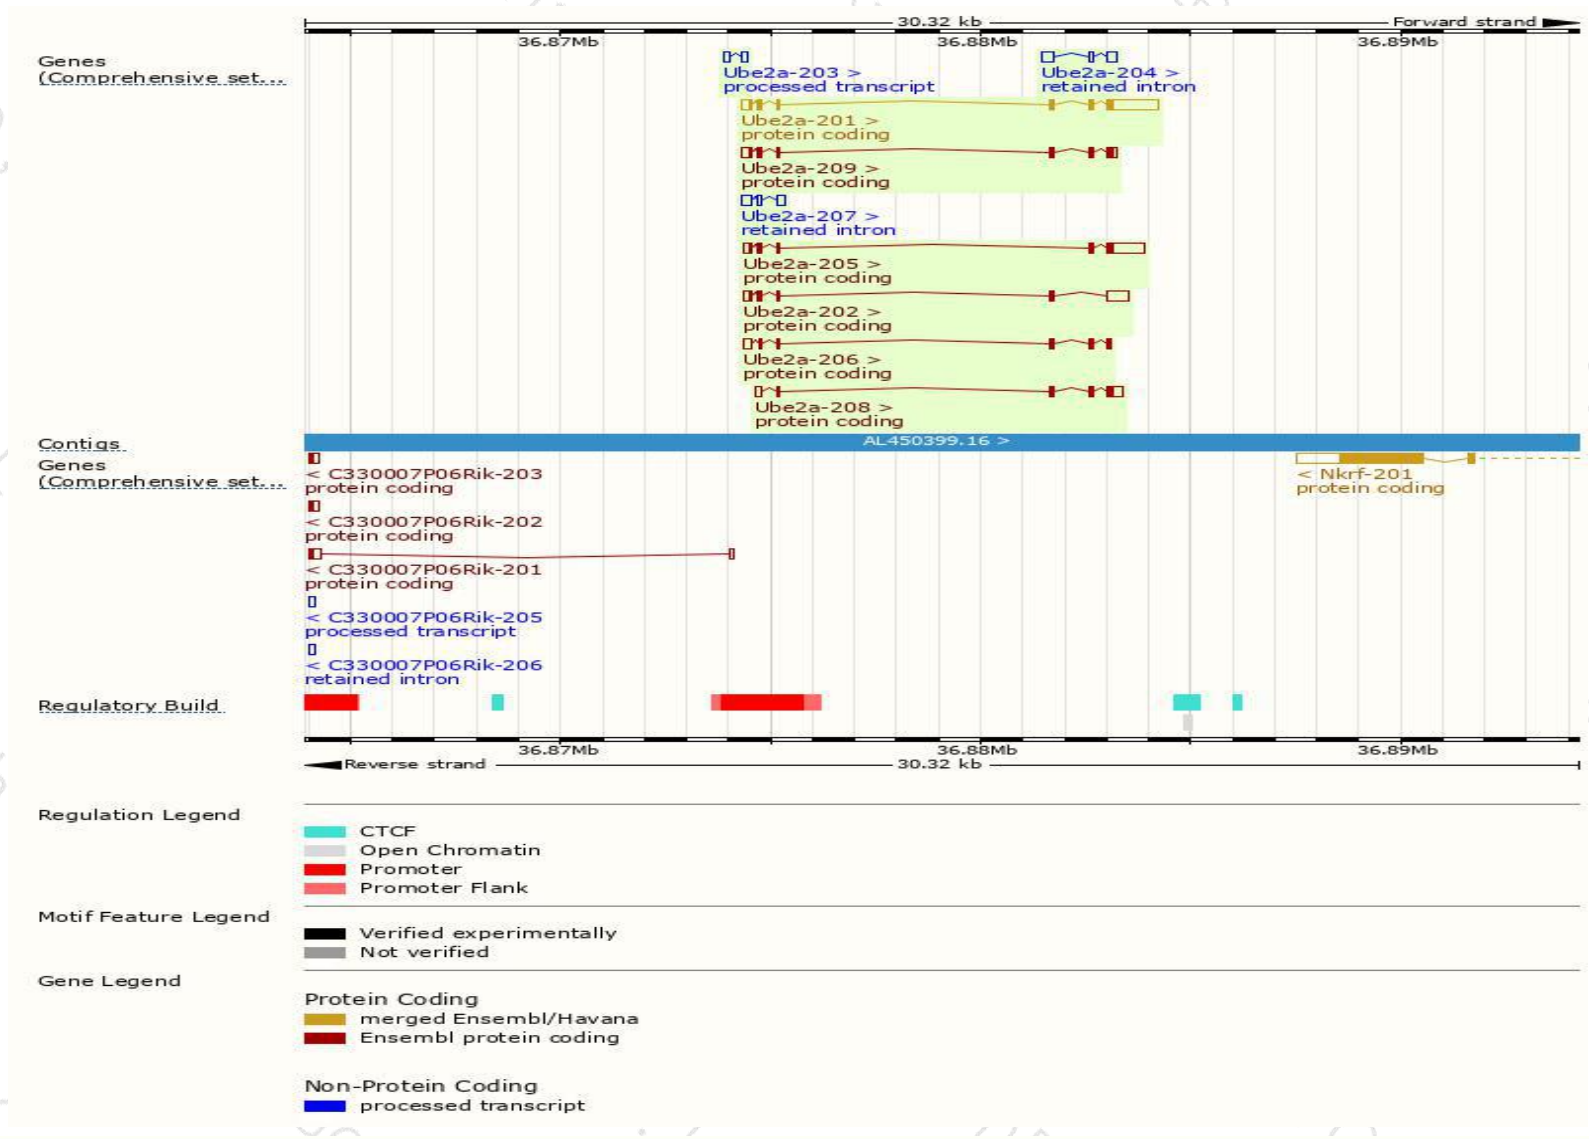 30.32 kb Forward strand
36.87Mb 36.88Mb 36.89Mb
Genes
(Comprehensive set...
Ube2a-203 > Ube2a-204 >
processed transcript retained intron
Ube2a-201 >
protein coding
Ube2a-209 >
protein coding
Ube2a-207 >
retained intron
Ube2a-205 >
protein coding
Ube2a-202 >
protein coding
Ube2a-206 >
protein coding
Ube2a-208 >
protein coding
Contigs AL450399.16 >
Genes
(Comprehensive set...
< C330007P06Rik-203 < Nkrf-201
protein coding protein coding
< C330007P06Rik-202
protein coding
< C330007P06Rik-201
protein coding
< C330007P06Rik-205
processed transcript
< C330007P06Rik-206
retained intron
Regulatory Build
36.87Mb 36.88Mb 36.89Mb
Reverse strand 30.32 kb
Regulation Legend
CTCF
Open Chromatin
Promoter
Promoter Flank
Motif Feature Legend
Verified experimentally
Not verified
Gene Legend
Protein Coding
merged Ensembl/Havana
Ensembl protein coding
Non-Protein Coding
processed transcript